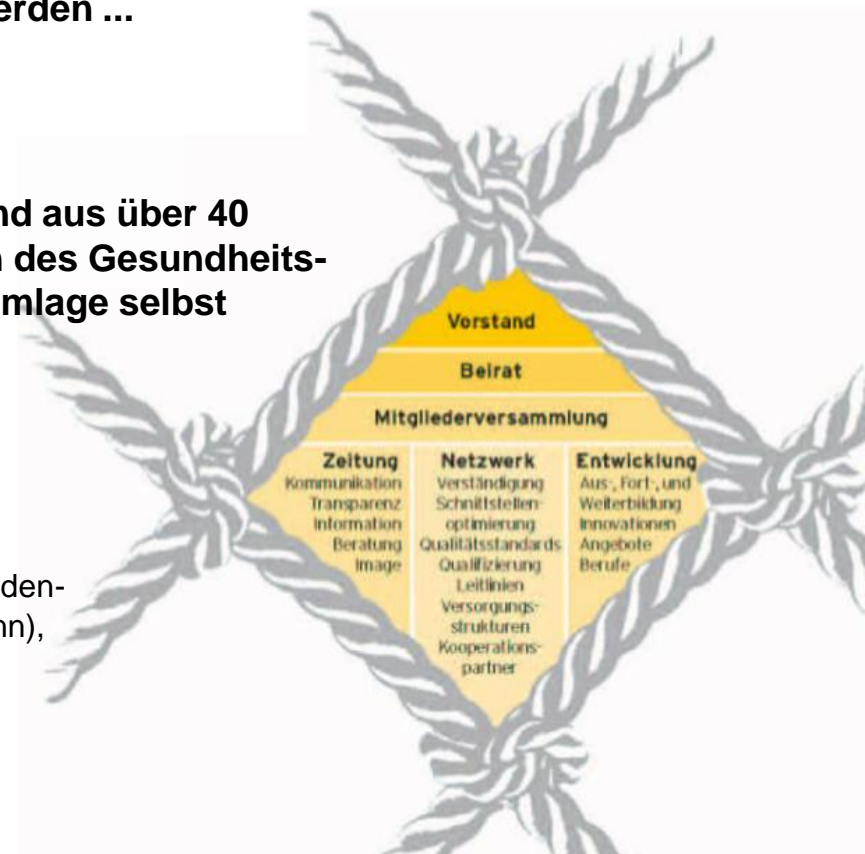 erden ...
nd aus über 40
n des Gesundheits-
mlage selbst
Vorstand
Beirat
Mitgliederversammlung
Zeitung
Kommunikation
Transparenz
Information
Beratung
Image
Netzwerk
Verständigung
Schnittstellen-
optimierung
Qualitätsstandards
Qualifizierung
Leitlinien
Versorgungs-
strukturen
Kooperations-
partner
Entwicklung
Aus-, Fort-, und
Weiterbildung
Innovationen
Angebote
Berufe
den-
nn),